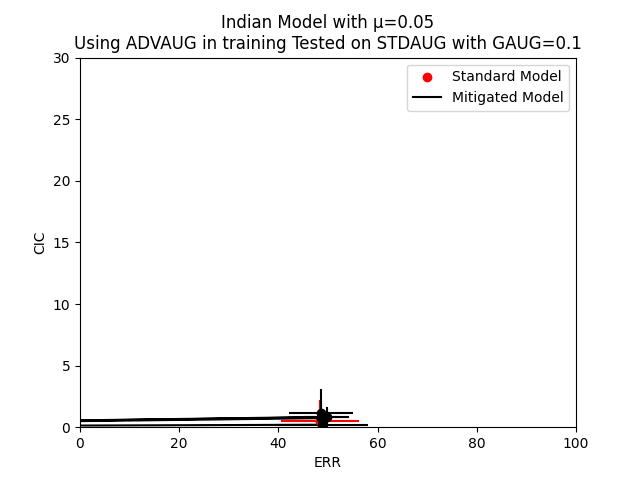 Indian Model with μ=0.05
Using ADVAUG in training Tested on STDAUG with GAUG=0.1
30
25
20
15
10
5
0
CIC
Standard Model
Mitigated Model
0 20 40 60 80 100
ERR